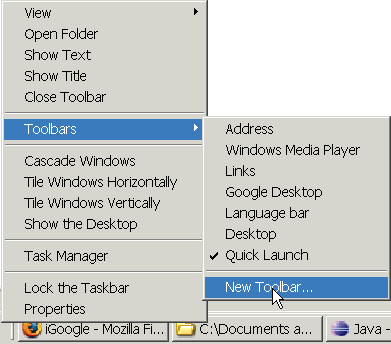 View
Open Folder
Show Text
Show Title
Close Toolbar
Toolbars
Cascade Windows
Tile Windows Horizontally
Tile Windows Vertically
Show the Desktop
Task Manager
Lock the Taskbar
Properties
Address
Windows Media Player
Links
Google Desktop
Language bar
Desktop
Quick Launch
New Toolbar...
iGoogle - Mozilla Fi...
C:\Documents a...
Java -